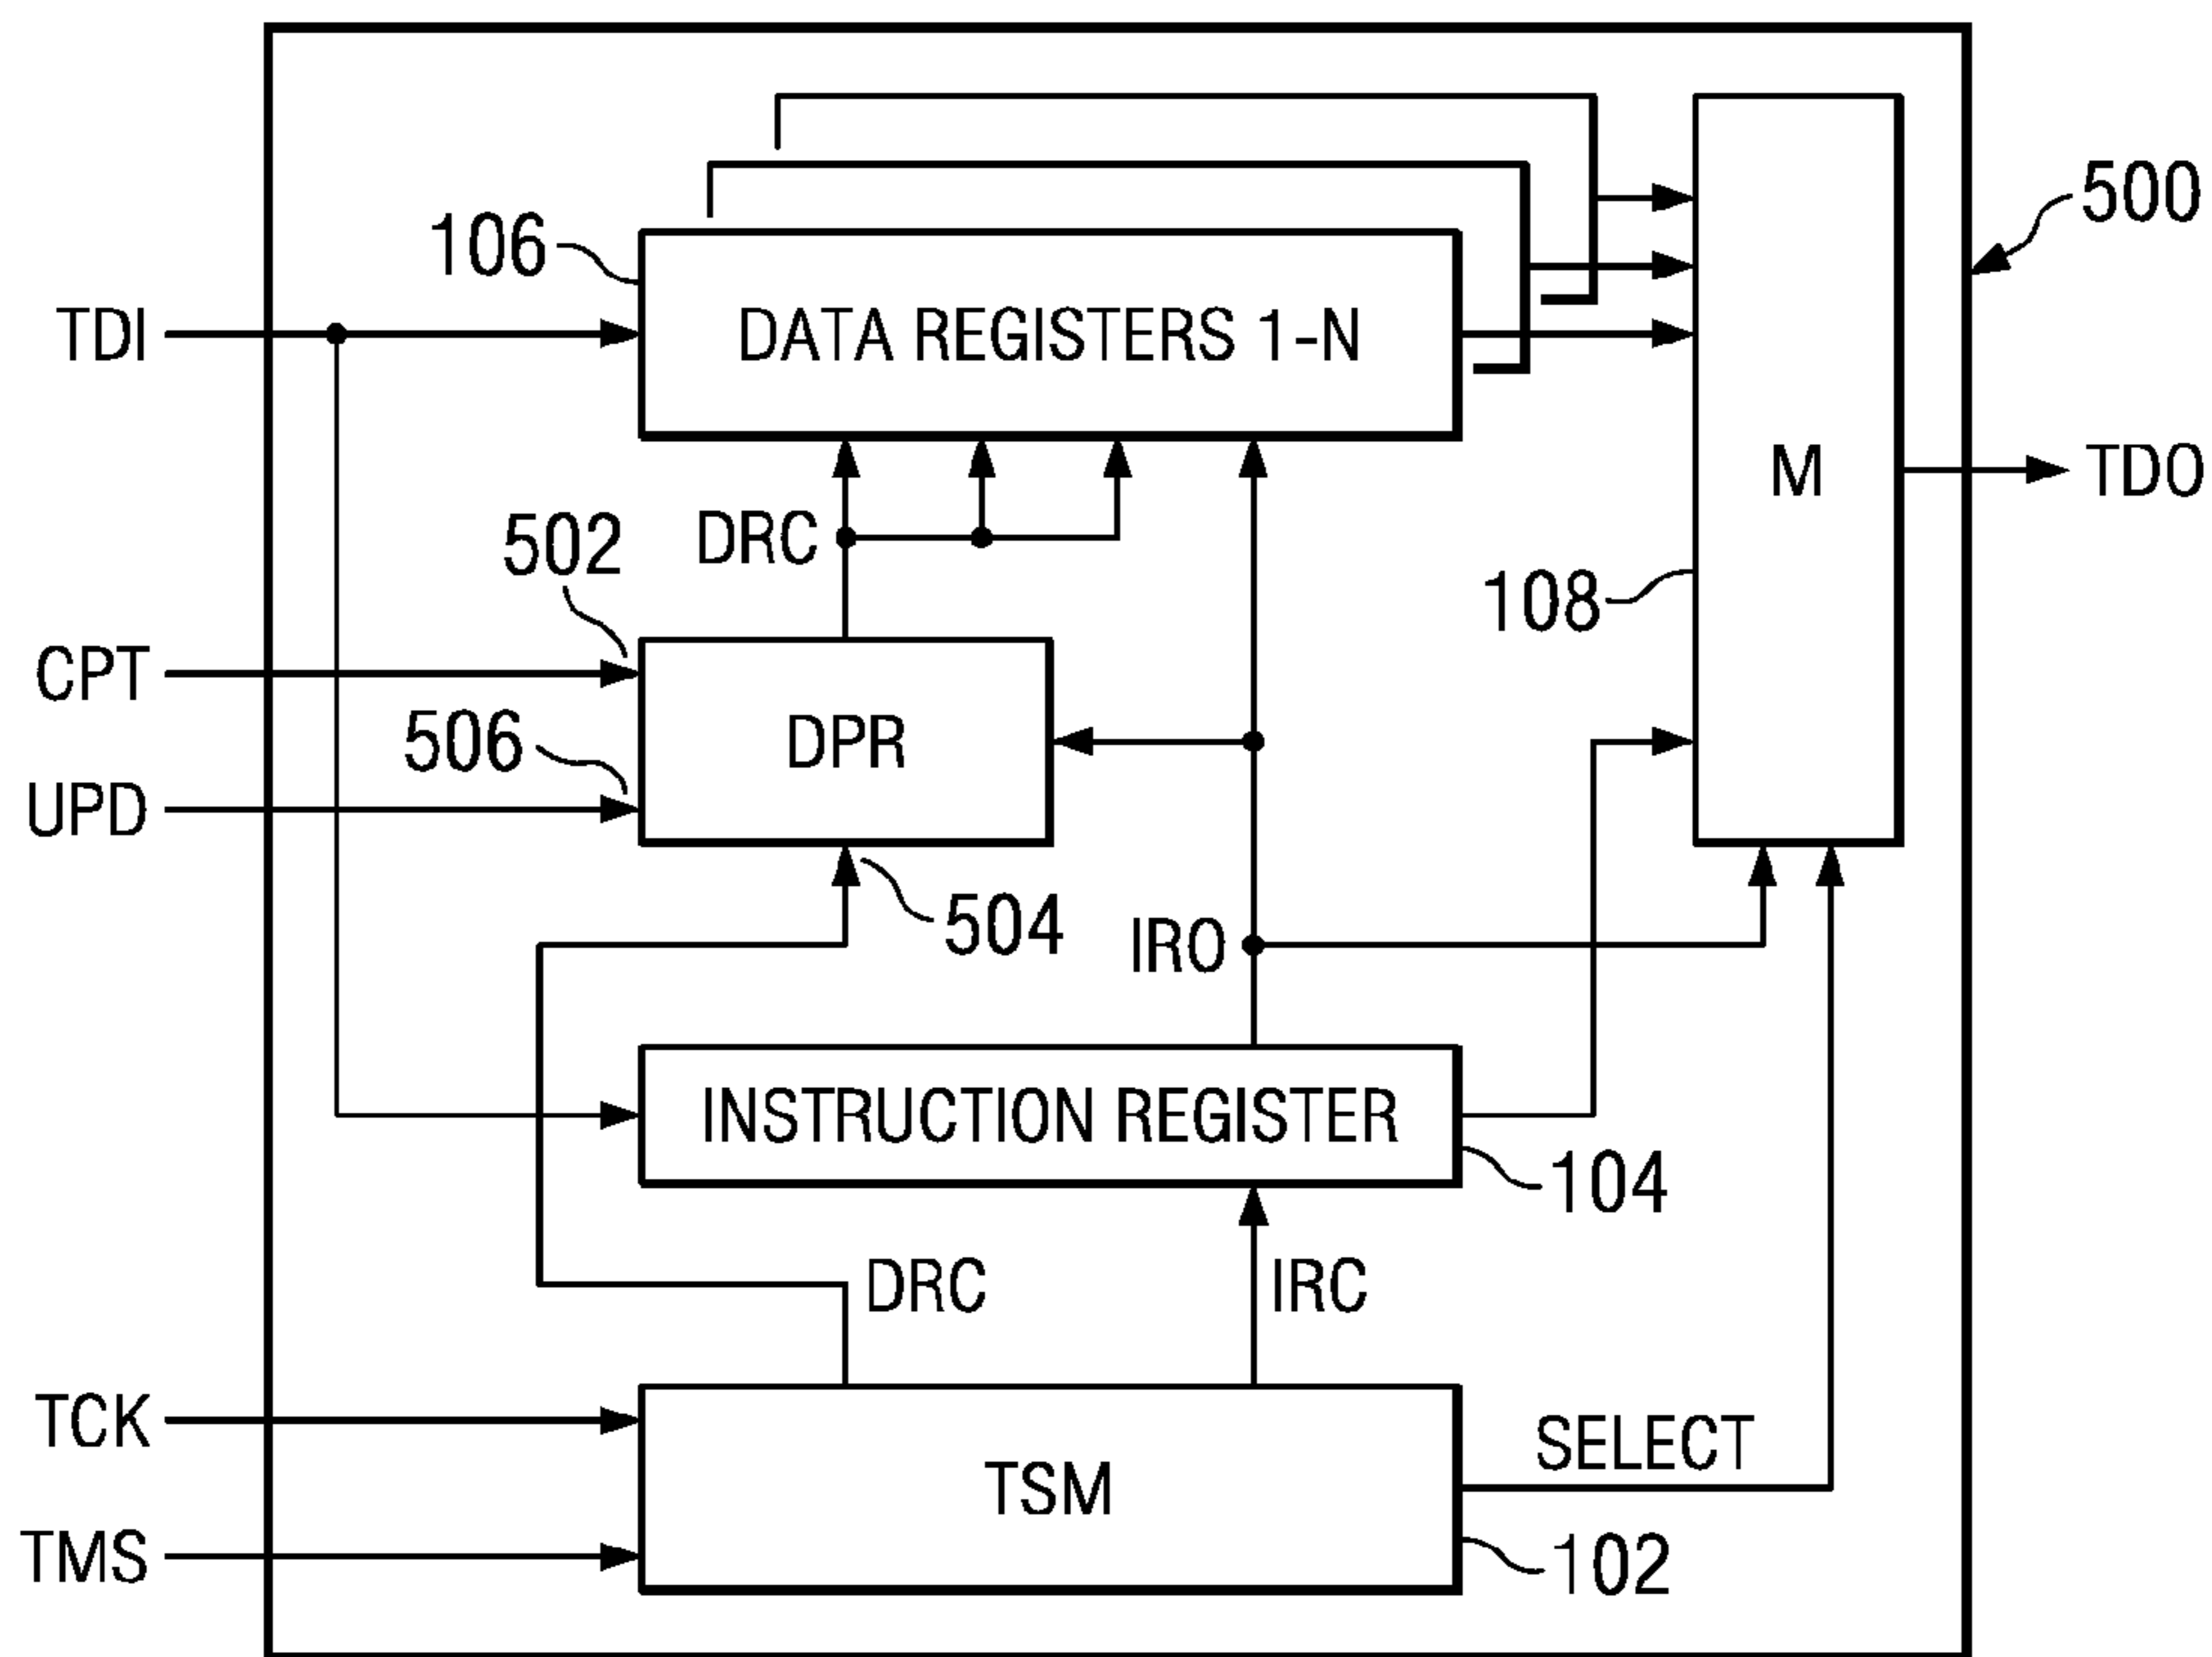 500
106
TDI
DATA REGISTERS 1-N
M
TDO
DRC
502
108
CPT
506
DPR
UPD
504
IRO
INSTRUCTION REGISTER
104
DRC
IRC
TCK
SELECT
TSM
TMS
102